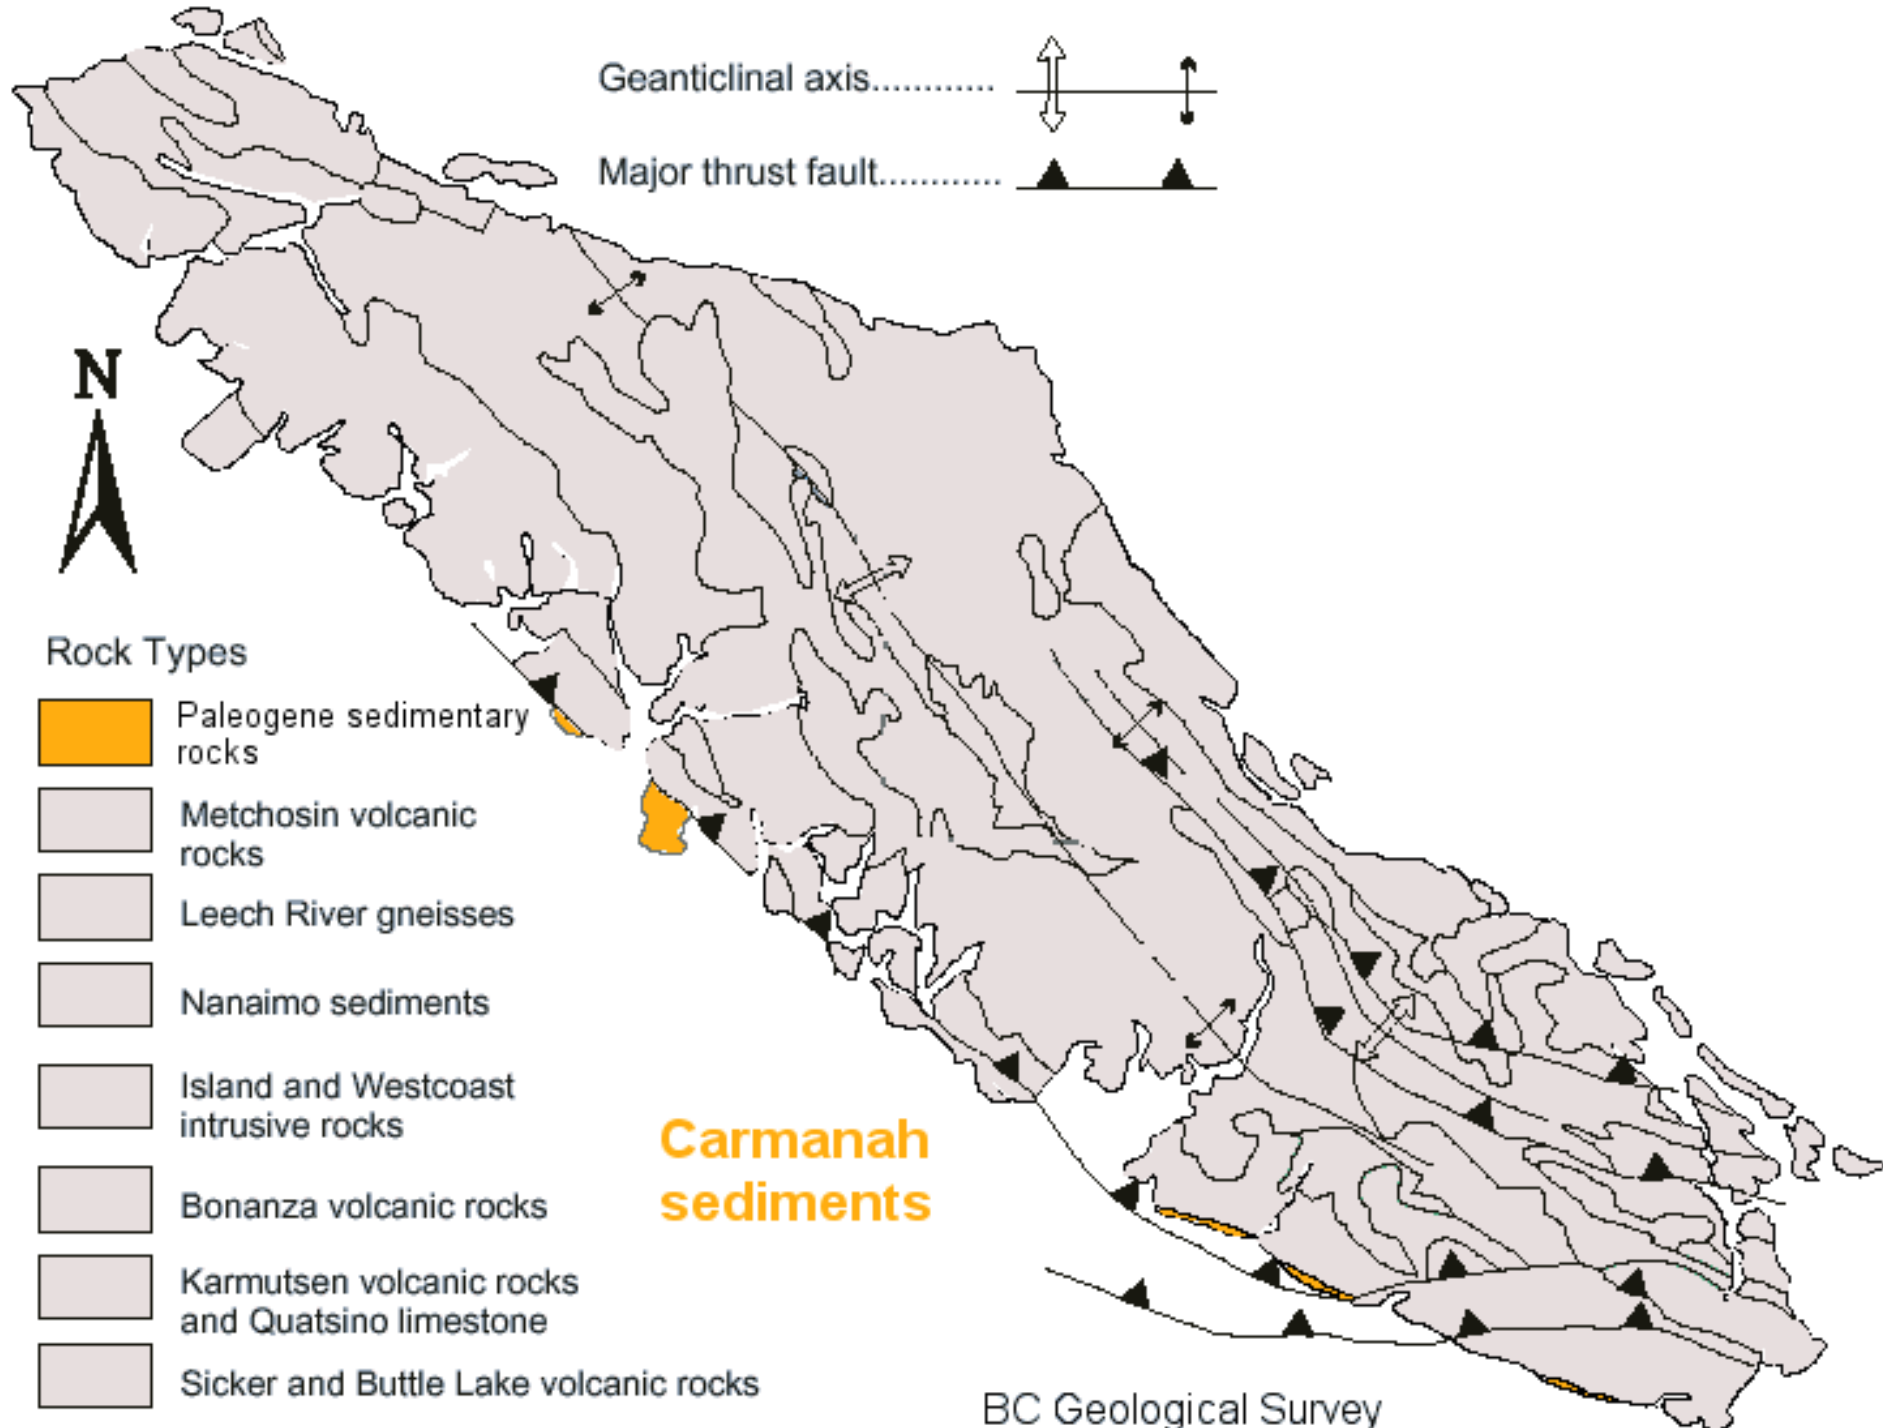 Geanticlinal axis............
Major thrust fault............
N
Rock Types
Paleogene sedimentary
rocks
Metchosin volcanic
rocks
Leech River gneisses
Nanaimo sediments
Island and Westcoast
intrusive rocks
Bonanza volcanic rocks
Karmutsen volcanic rocks
and Quatsino limestone
Sicker and Buttle Lake volcanic rocks
Carmanah
sediments
BC Geological Survey